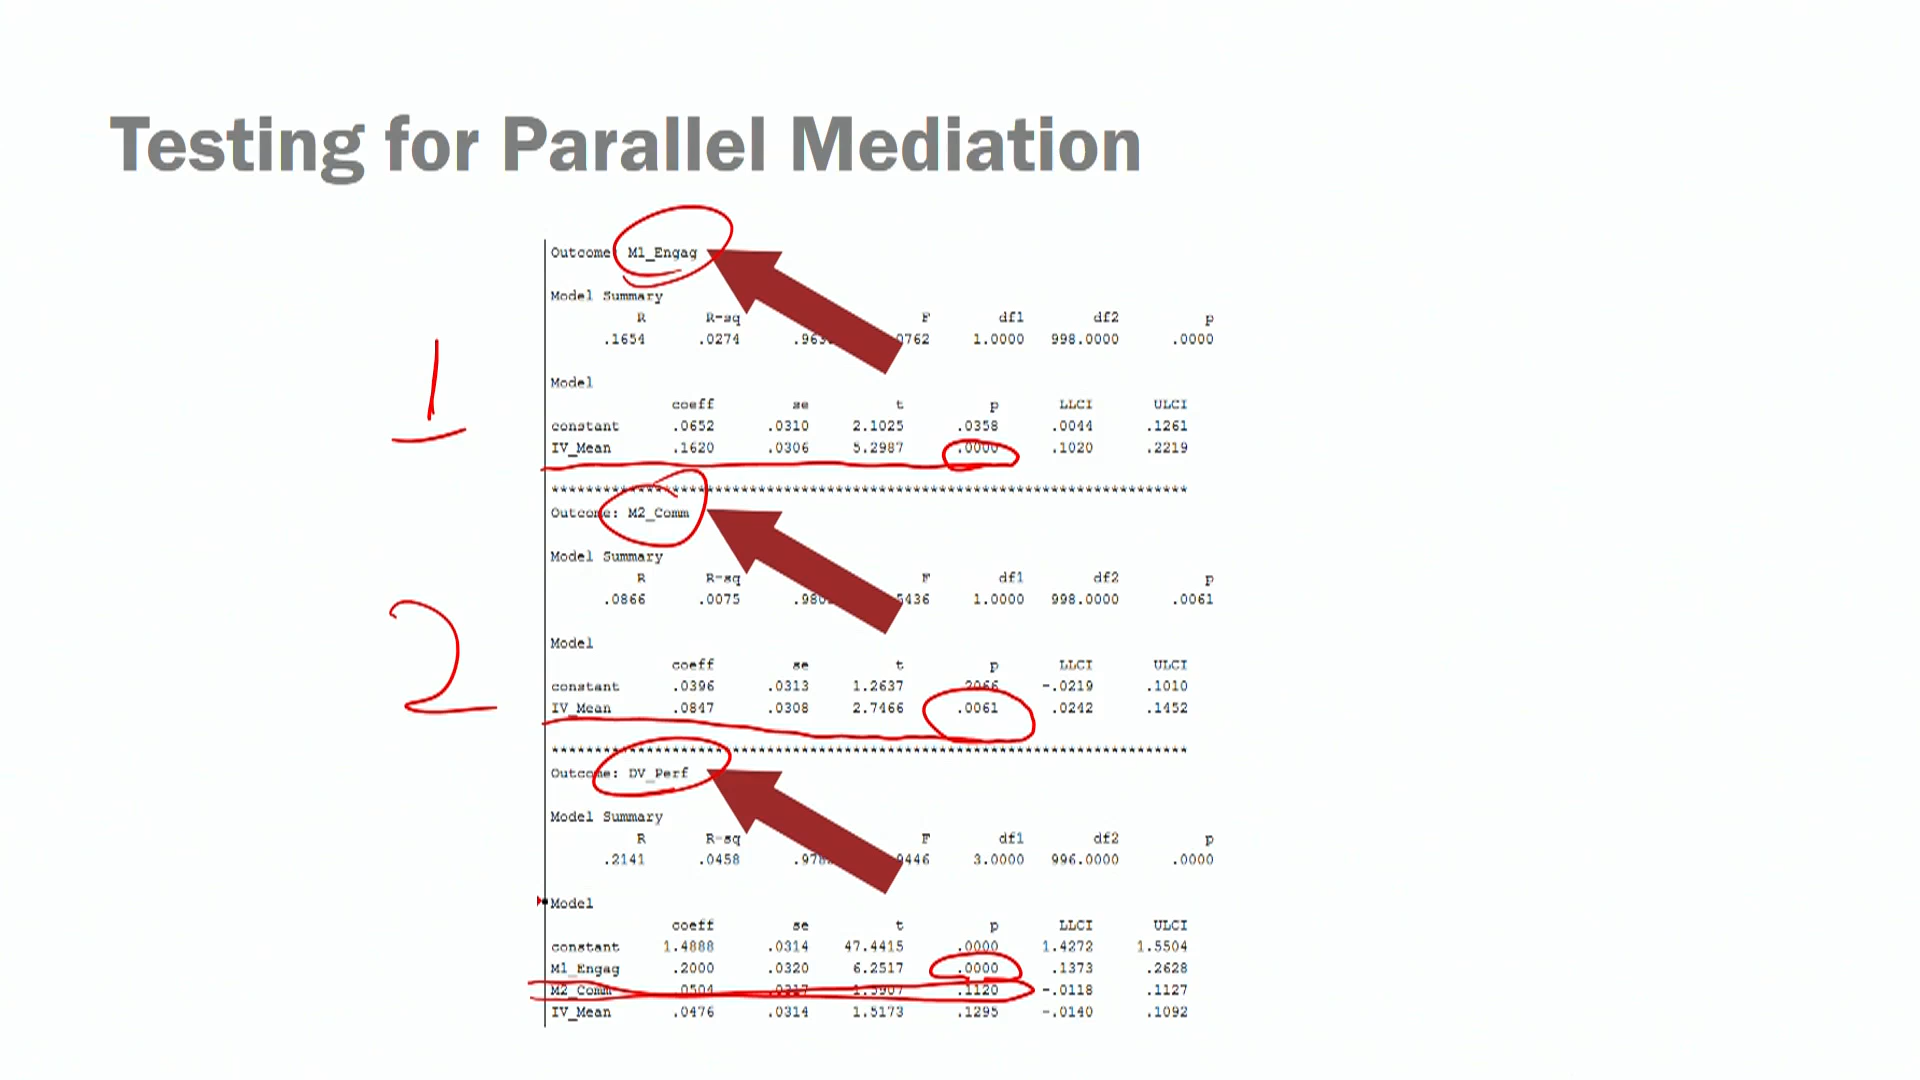 Testing for Parallel Mediation
Outcome: M1_Engag
Model Summary
R R-sq F df1 df2 p
.1654 .0274 1.0000 998.0000 .0000
Model
coeff se t p LLCI ULCI
constant .0652 .0310 2.1025 .0358 .0044 .1261
IV_Mean .1620 .0306 5.2987 .0000 .1020 .2219
1
**************************************************************************
Outcome: M2_Comm
Model Summary
R R-sq F df1 df2 p
.0866 .0075 1.0000 998.0000 .0061
Model
coeff se t p LLCI ULCI
constant .0396 .0313 1.2637 .2066 -.0219 .1010
IV_Mean .0847 .0308 2.7466 .0061 .0242 .1452
2
**************************************************************************
Outcome: DV_Perf
Model Summary
R R-sq F df1 df2 p
.2141 .0458 3.0000 996.0000 .0000
Model
coeff se t p LLCI ULCI
constant 1.4888 .0314 47.4415 .0000 1.4272 1.5504
M1_Engag .2000 .0320 6.2517 .0000 .1373 .2628
M2_Comm .0504 .0317 1.5907 .1120 -.0118 .1127
IV_Mean .0476 .0314 1.5173 .1295 -.0140 .1092